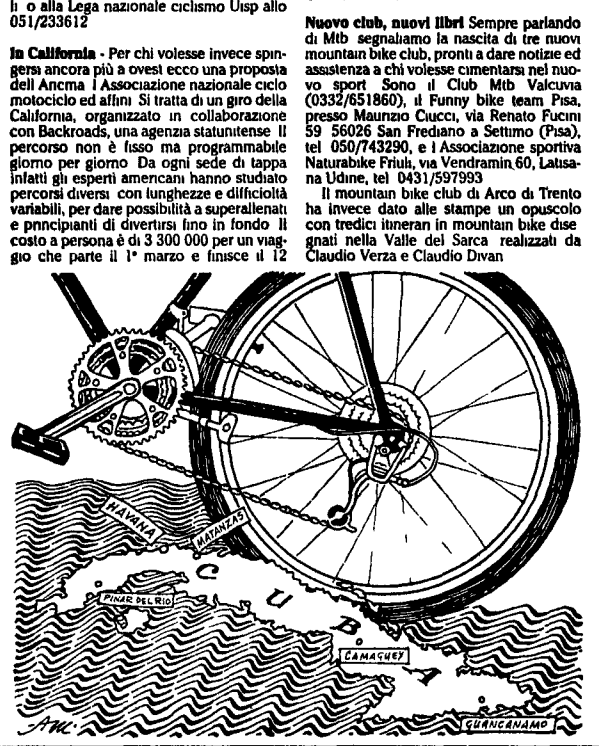 li o alla Lega nazionale ciclismo Uisp allo
051/233612
In California - Per chi volesse invece spin-
gersi ancora più a ovest ecco una proposta
dell Ancma l Associazione nazionale ciclo
motociclo ed affini Si tratta di un giro della
California, organizzato in collaborazione
con Backroads, una agenzia statunitense Il
percorso non è fisso ma programmabile
giorno per giorno Da ogni sede di tappa
infatti gli esperti americani hanno studiato
percorsi diversi con lunghezze e difficoltà
variabili, per dare possibilità a superallenati
e principianti di divertirsi fino in fondo Il
costo a persona è di 3 300 000 per un viag-
gio che parte il 1° marzo e finisce il 12
Nuovo club, nuovi libri Sempre parlando
di Mtb segnaliamo la nascita di tre nuovi
mountain bike club, pronti a dare notizie ed
assistenza a chi volesse cimentarsi nel nuo-
vo sport Sono il Club Mtb Valcuvia
(0332/651860), il Funny bike team Pisa,
presso Maurizio Ciucci, via Renato Fucini
59 56026 San Frediano a Settimo (Pisa),
tel 050/743290, e l Associazione sportiva
Naturabike Friuli, via Vendramin 60, Latisa-
na Udine, tel 0431/597993
Il mountain bike club di Arco di Trento
ha invece dato alle stampe un opuscolo
con tredici itinerari in mountain bike dise
gnati nella Valle del Sarca realizzati da
Claudio Verza e Claudio Divan
HAVANA
MATANZAS
CUBA
PINAR DEL RIO
CAMAGUEY
GUANCANAMO